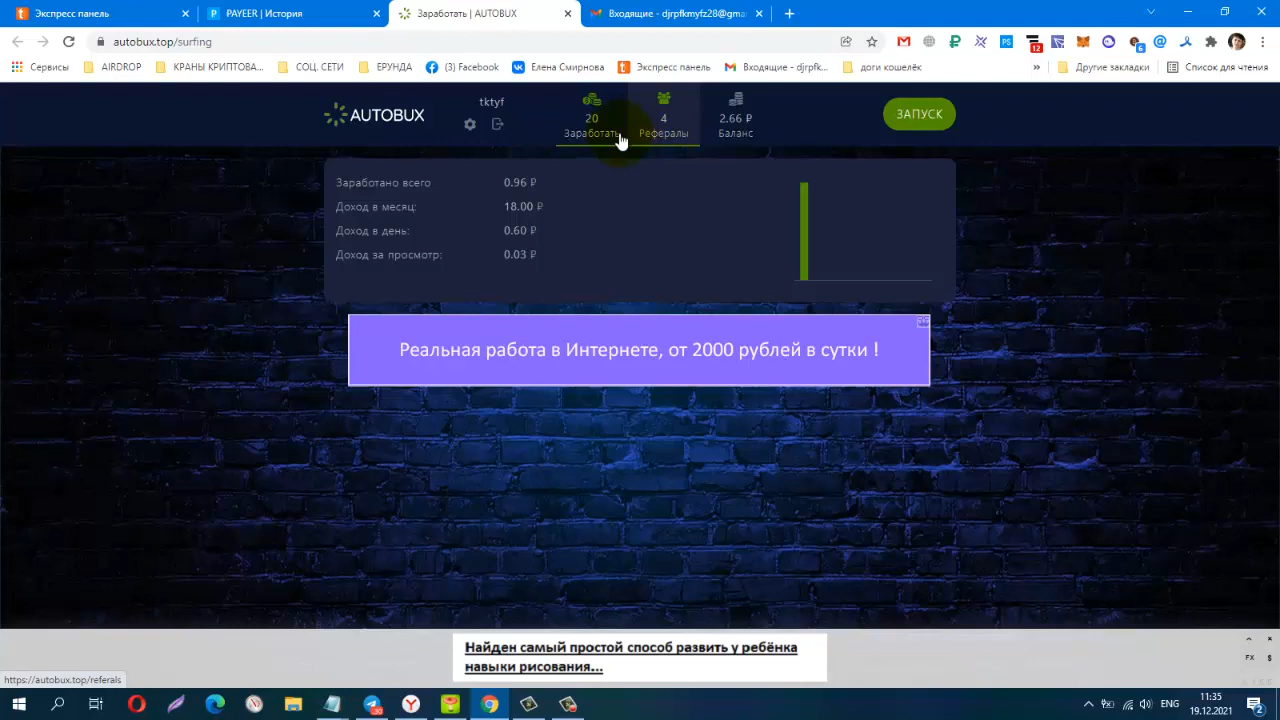 Экспресс панель
PAYEER | История
Заработать | AUTOBUX
Входящие - djrpfkmyfz28@gma
autobux.top/surfing
12
6
Сервисы
AIRDROP
КРАНЫ КРИПТОВА...
СОЦ. СЕТИ
ЕРУНДА
(3) Facebook
Елена Смирнова
Экспресс панель
Входящие - djrpfk...
доги кошелёк
»
Другие закладки
Список для чтения
AUTOBUX
tktyf
20
Заработать
4
Рефералы
2.66 ₽
Баланс
ЗАПУСК
Заработано всего 0.96 ₽
Доход в месяц: 18.00 ₽
Доход в день: 0.60 ₽
Доход за просмотр: 0.03 ₽
Реальная работа в Интернете, от 2000 рублей в сутки !
Найден самый простой способ развить у ребёнка
навыки рисования...
FX $
https://autobux.top/referals
ENG
11:35
19.12.2021
2